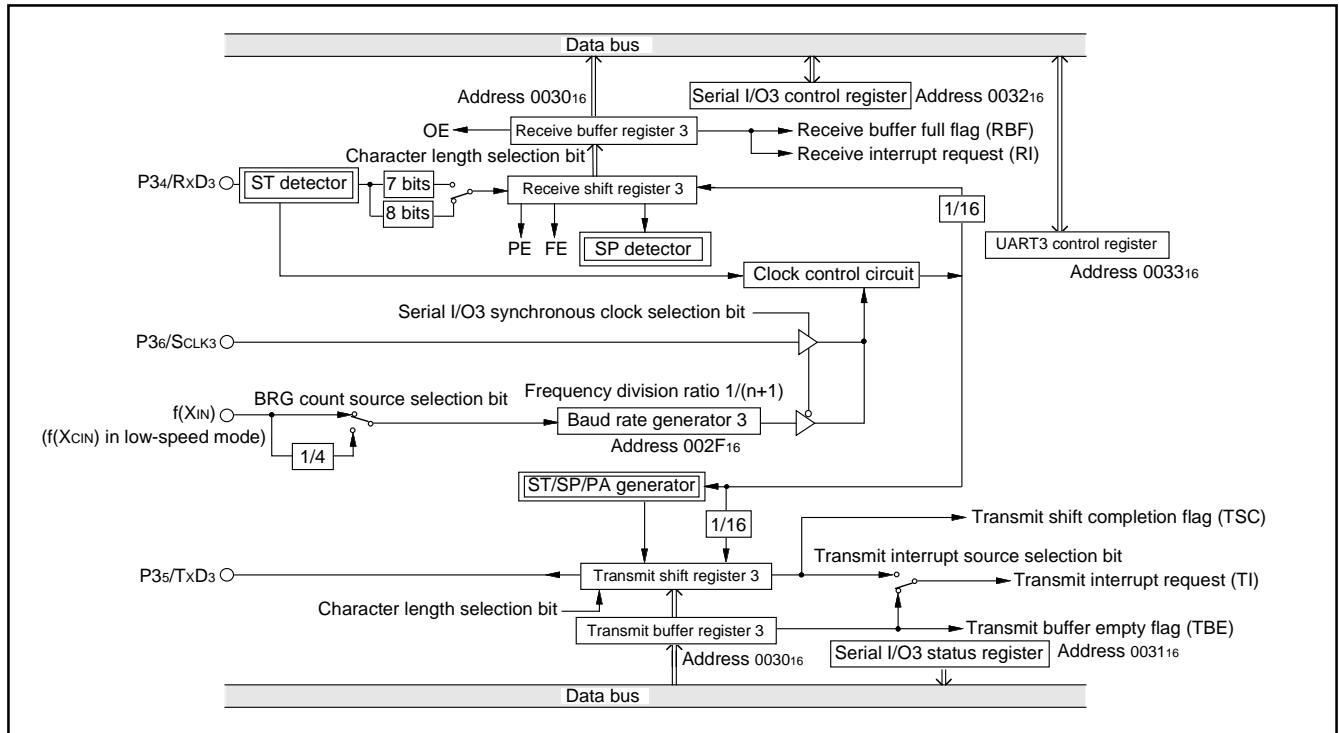 Data bus
Address 0030₁₆
Serial I/O3 control register
Address 0032₁₆
OE
Receive buffer register 3
Receive buffer full flag (RBF)
Receive interrupt request (RI)
Character length selection bit
P3₄/RxD₃
ST detector
7 bits
8 bits
Receive shift register 3
1/16
PE
FE
SP detector
UART3 control register
Address 0033₁₆
Clock control circuit
Serial I/O3 synchronous clock selection bit
P3₆/SCLK3
BRG count source selection bit
Frequency division ratio 1/(n+1)
f(XIN)
(f(XCIN) in low-speed mode)
Baud rate generator 3
Address 002F₁₆
1/4
ST/SP/PA generator
1/16
Transmit shift completion flag (TSC)
Transmit interrupt source selection bit
P3₅/TxD₃
Transmit shift register 3
Transmit interrupt request (TI)
Character length selection bit
Transmit buffer register 3
Transmit buffer empty flag (TBE)
Address 0030₁₆
Serial I/O3 status register
Address 0031₁₆
Data bus